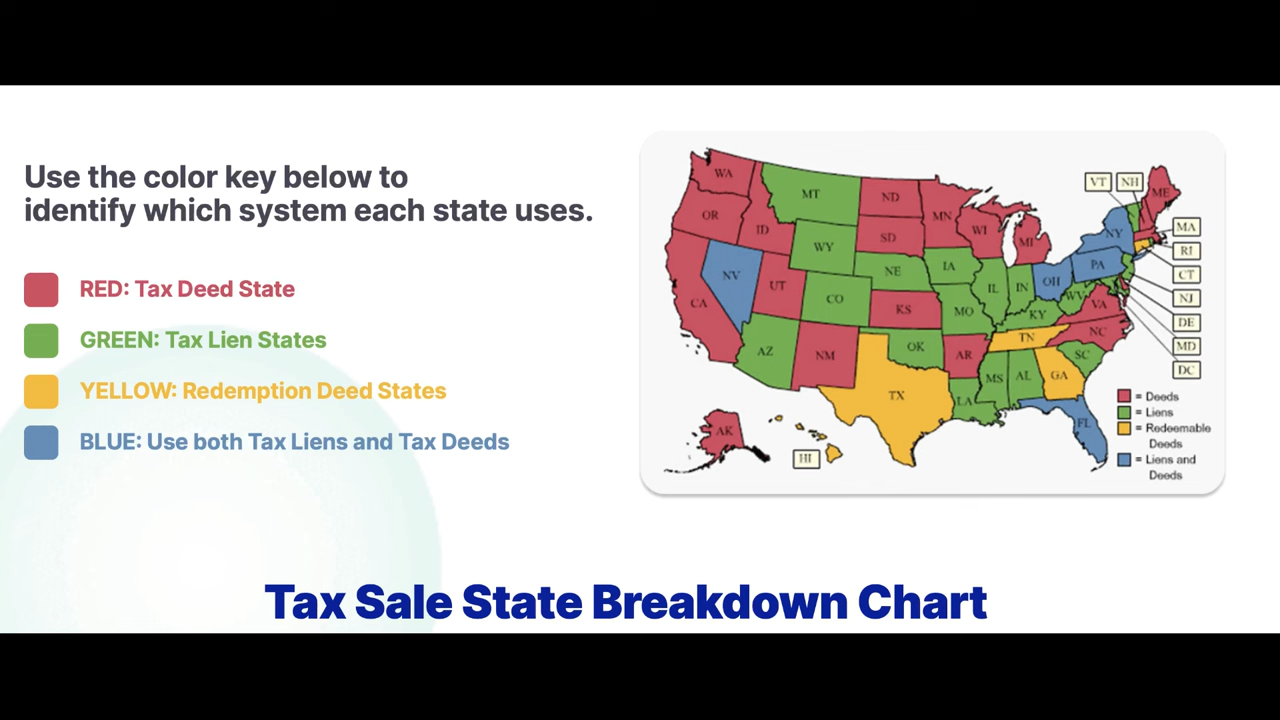 Use the color key below to
identify which system each state uses.
RED: Tax Deed State
GREEN: Tax Lien States
YELLOW: Redemption Deed States
BLUE: Use both Tax Liens and Tax Deeds
WA
MT
ND
MN
OR
ID
WY
SD
WI
MI
VT
NH
ME
NY
MA
RI
CT
NJ
DE
MD
DC
NV
UT
CA
CO
NE
IA
IL
IN
OH
PA
WV
VA
KS
MO
KY
NC
TN
AZ
NM
OK
AR
SC
MS
AL
GA
TX
LA
FL
AK
HI
= Deeds
= Liens
= Redeemable
Deeds
= Liens and
Deeds
Tax Sale State Breakdown Chart